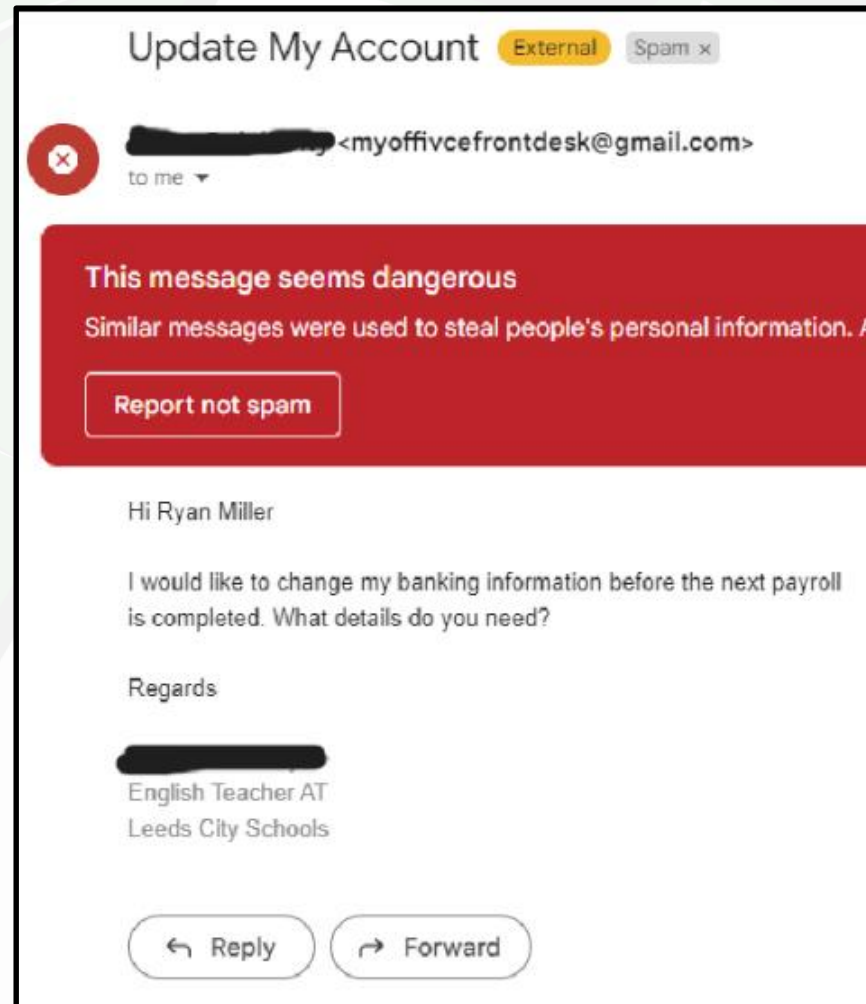 Update My Account External Spam x
<myoffivcefrontdesk@gmail.com>
to me
This message seems dangerous
Similar messages were used to steal people's personal information. A
Report not spam
Hi Ryan Miller
I would like to change my banking information before the next payroll
is completed. What details do you need?
Regards
English Teacher AT
Leeds City Schools
Reply Forward